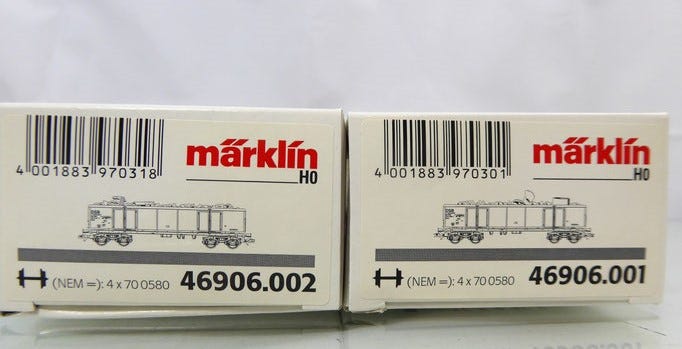 4 001883 970318
märklin
H0
(NEM =): 4 x 70 0580
46906.002
4 001883 970301
märklin
H0
(NEM =): 4 x 70 0580
46906.001